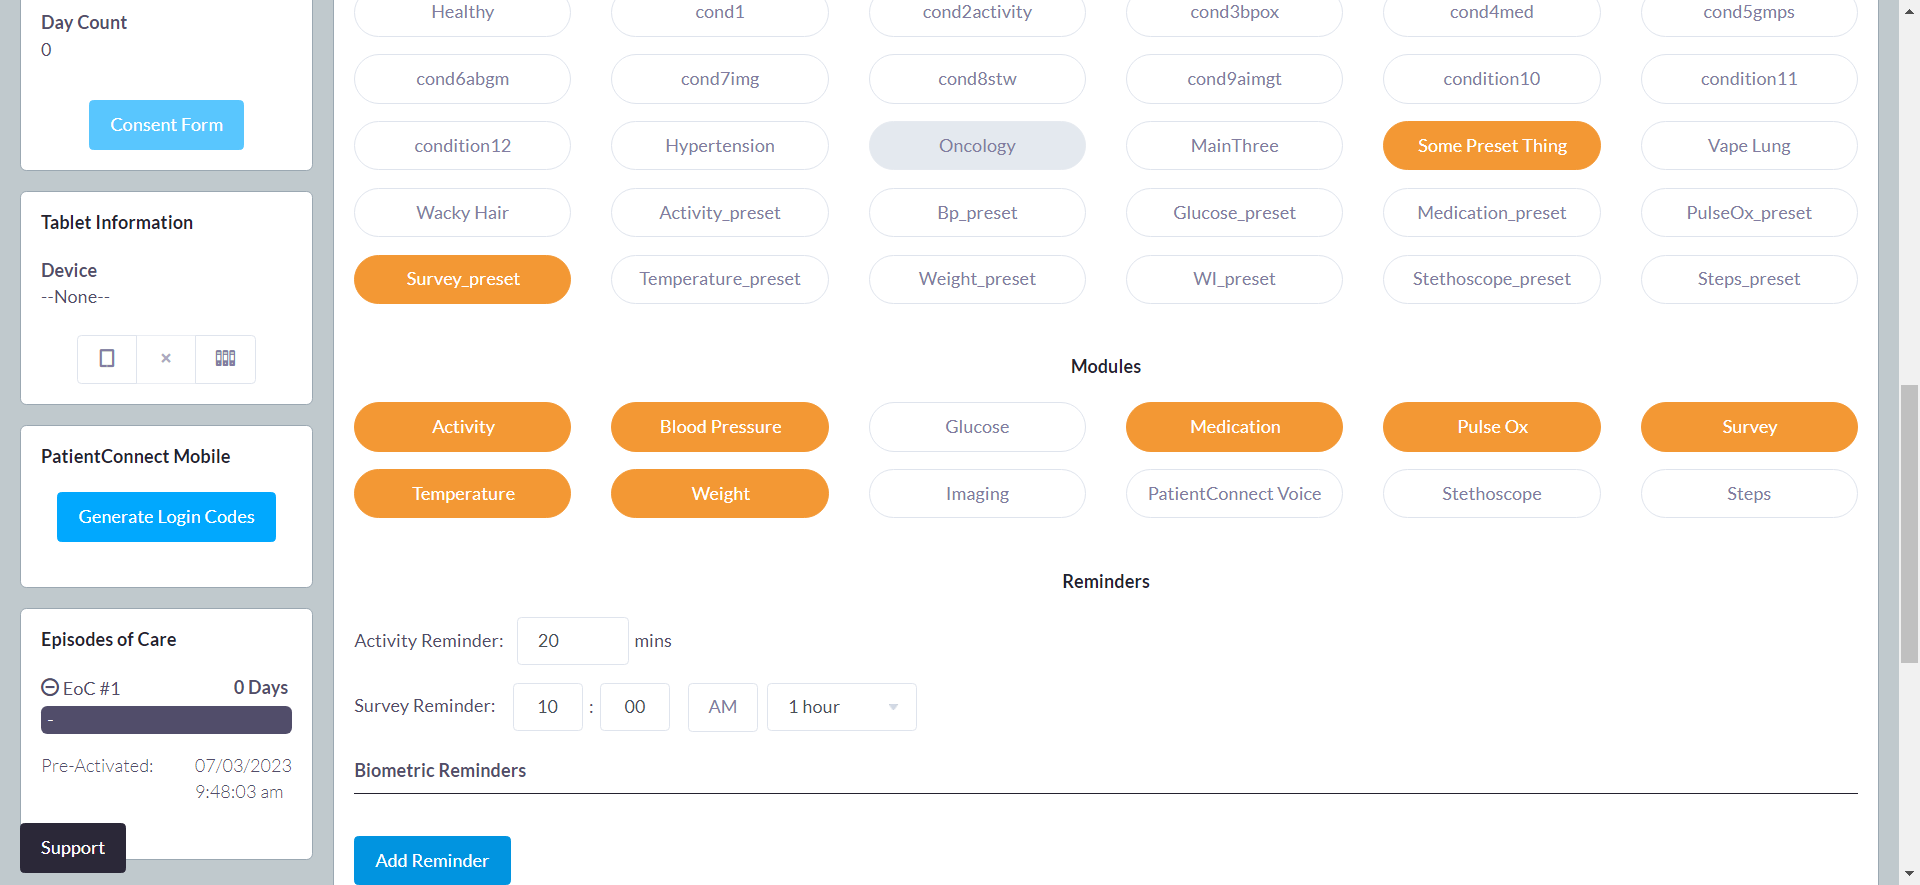 Day Count
0
Consent Form
Tablet Information
Device
--None--
PatientConnect Mobile
Generate Login Codes
Episodes of Care
EoC #1 0 Days
-
Pre-Activated: 07/03/2023
9:48:03 am
Support
Healthy cond1 cond2activity cond3bpox cond4med cond5gmps
cond6abgm cond7img cond8stw cond9aimgt condition10 condition11
condition12 Hypertension Oncology MainThree Some Preset Thing Vape Lung
Wacky Hair Activity_preset Bp_preset Glucose_preset Medication_preset PulseOx_preset
Survey_preset Temperature_preset Weight_preset WI_preset Stethoscope_preset Steps_preset
Modules
Activity Blood Pressure Glucose Medication Pulse Ox Survey
Temperature Weight Imaging PatientConnect Voice Stethoscope Steps
Reminders
Activity Reminder: 20 mins
Survey Reminder: 10 : 00 AM 1 hour
Biometric Reminders
Add Reminder